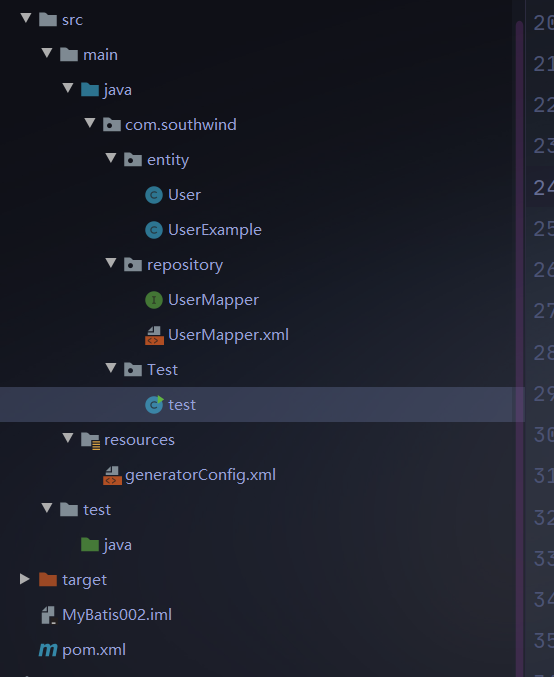 src
20
21
main
java
22
com.southwind
23
entity
24
User
25
UserExample
26
repository
27
UserMapper
28
UserMapper.xml
Test
29
test
30
resources
31
generatorConfig.xml
32
test
33
java
34
target
MyBatis002.iml
35
pom.xml